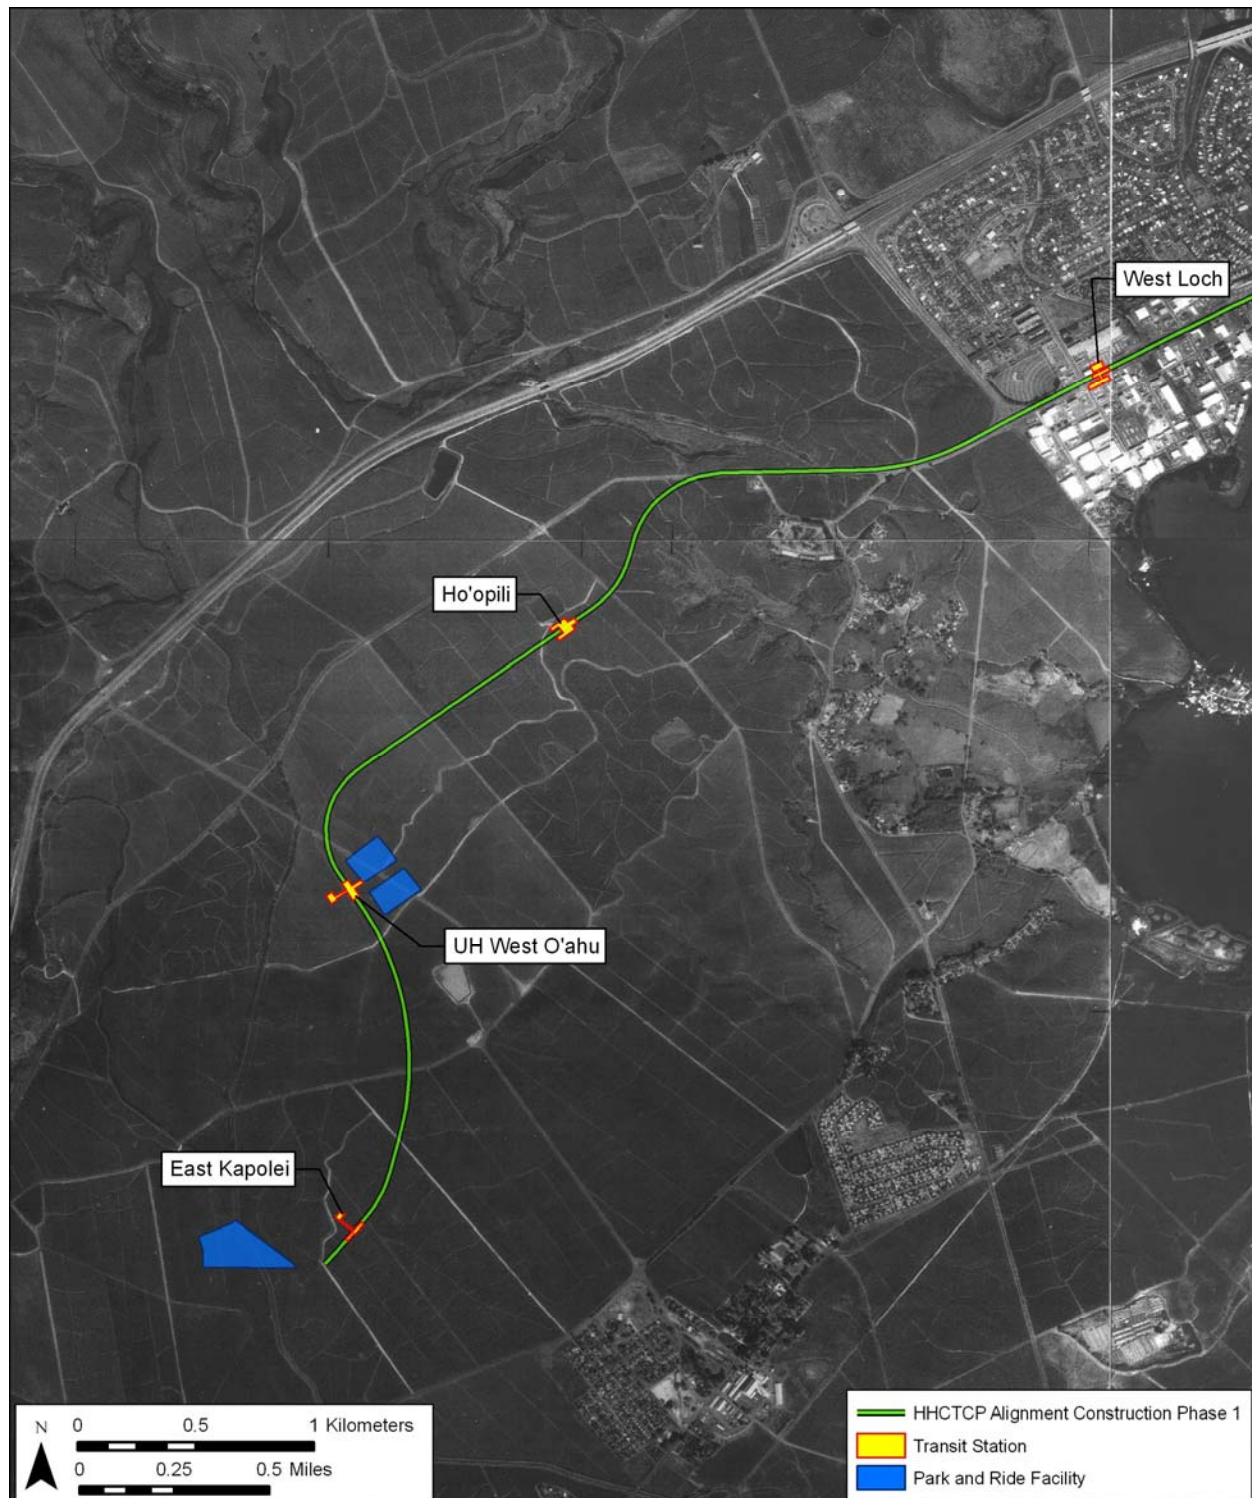 West Loch
Ho'opili
UH West O'ahu
East Kapolei
N
0 0.5 1 Kilometers
0 0.25 0.5 Miles
HHCTCP Alignment Construction Phase 1
Transit Station
Park and Ride Facility